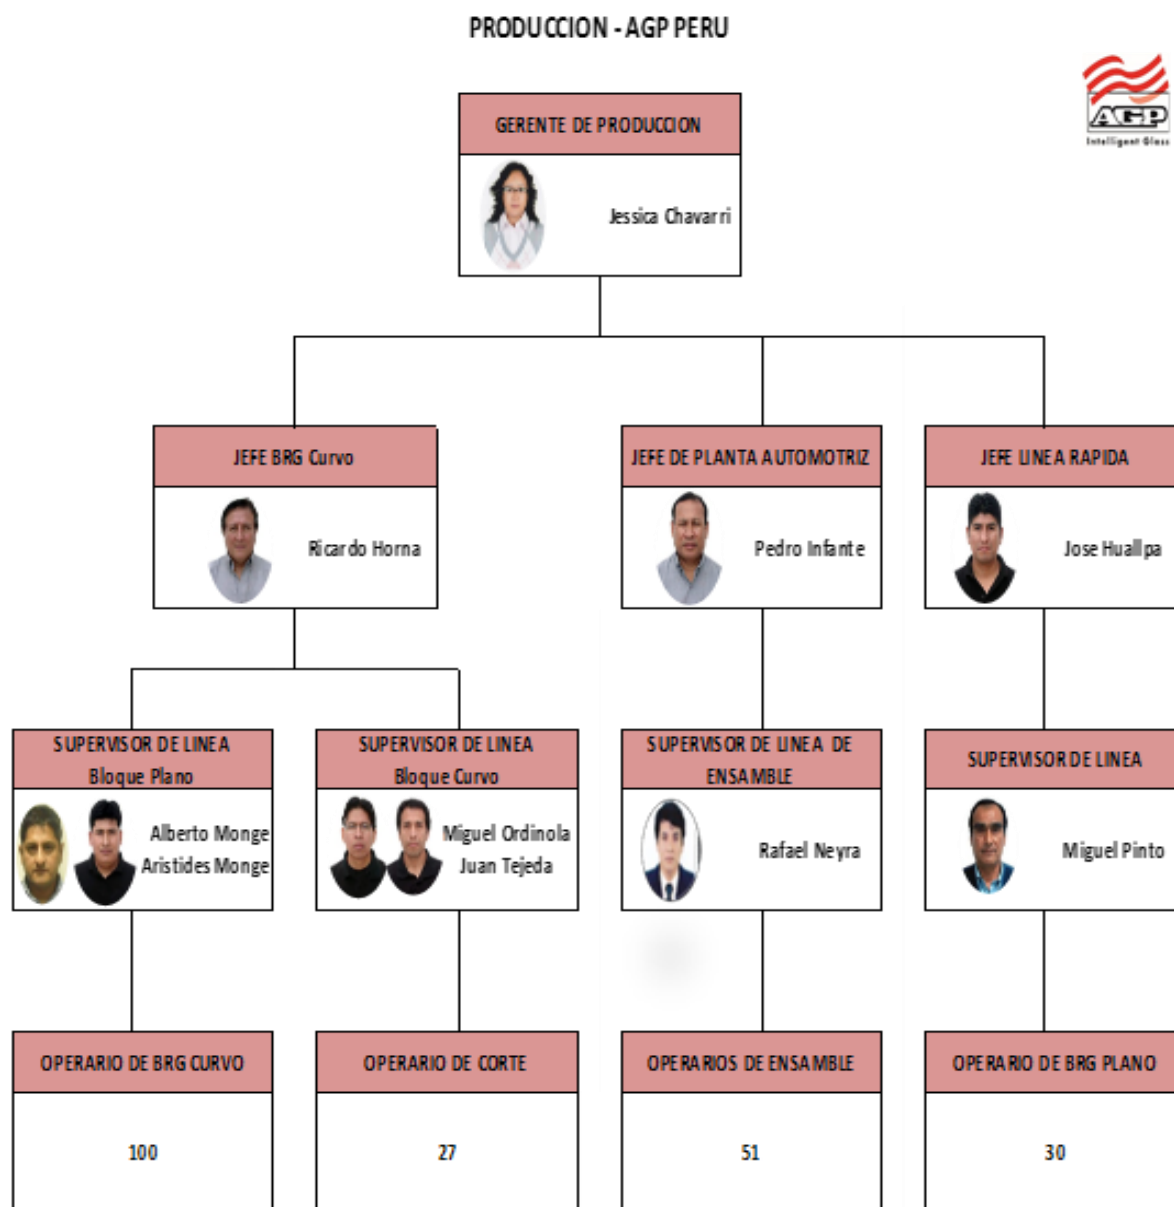 PRODUCCION - AGP PERU
AGP
Intelligent Glass
GERENTE DE PRODUCCION
Jessica Chavarri
JEFE BRG Curvo
Ricardo Horna
JEFE DE PLANTA AUTOMOTRIZ
Pedro Infante
JEFE LINEA RAPIDA
Jose Huallpa
SUPERVISOR DE LINEA
Bloque Plano
Alberto Monge
Aristides Monge
SUPERVISOR DE LINEA
Bloque Curvo
Miguel Ordinola
Juan Tejeda
SUPERVISOR DE LINEA DE
ENSAMBLE
Rafael Neyra
SUPERVISOR DE LINEA
Miguel Pinto
OPERARIO DE BRG CURVO
100
OPERARIO DE CORTE
27
OPERARIOS DE ENSAMBLE
51
OPERARIO DE BRG PLANO
30